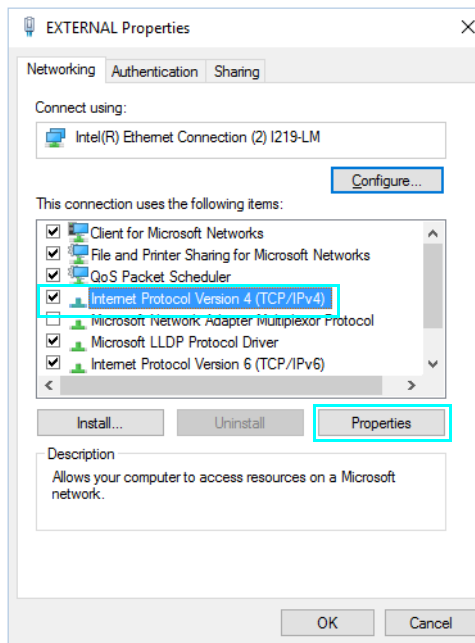 EXTERNAL Properties
Networking Authentication Sharing
Connect using:
Intel(R) Ethernet Connection (2) I219-LM
Configure...
This connection uses the following items:
Client for Microsoft Networks
File and Printer Sharing for Microsoft Networks
QoS Packet Scheduler
Internet Protocol Version 4 (TCP/IPv4)
Microsoft Network Adapter Multiplexor Protocol
Microsoft LLDP Protocol Driver
Internet Protocol Version 6 (TCP/IPv6)
Install... Uninstall Properties
Description
Allows your computer to access resources on a Microsoft
network.
OK Cancel